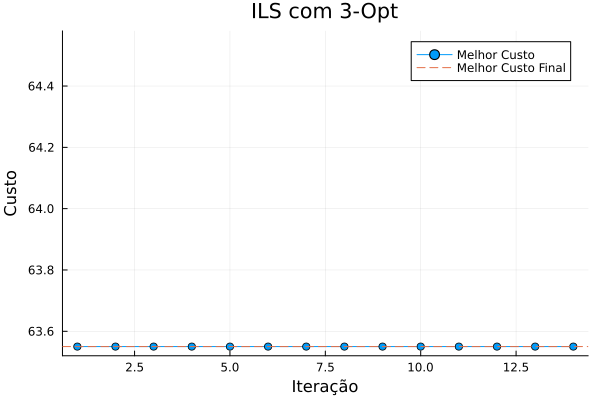 ILS com 3-Opt
Melhor Custo
Melhor Custo Final
Custo
64.4
64.2
64.0
63.8
63.6
2.5
5.0
7.5
10.0
12.5
Iteração